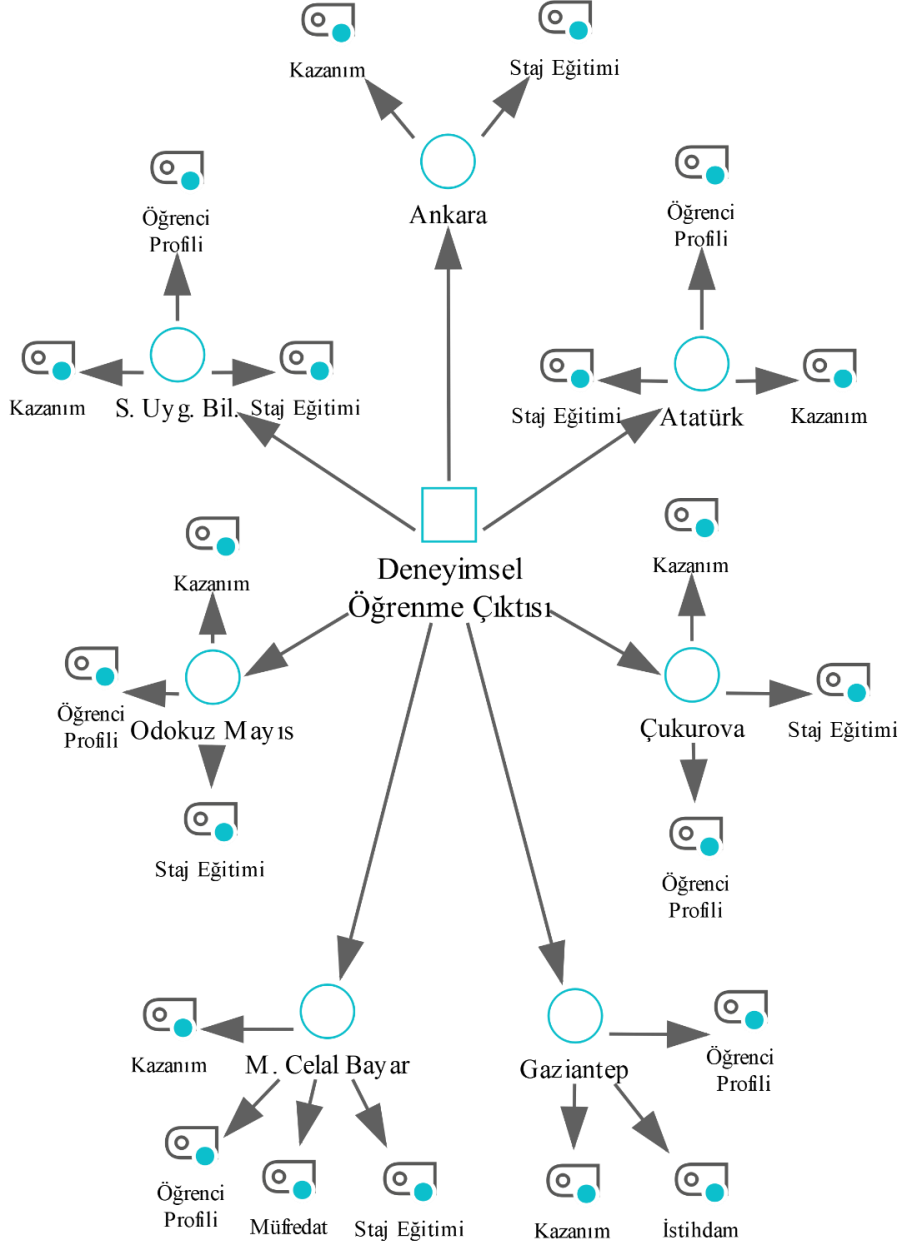 Kazanım
Staj Eğitimi
Ankara
Öğrenci
Profili
Öğrenci
Profili
Kazanım
S. Uyg. Bil.
Staj Eğitimi
Staj Eğitimi
Atatürk
Kazanım
Deneyimsel
Öğrenme Çıktısı
Kazanım
Kazanım
Öğrenci
Profili
Odokuz Mayıs
Çukurova
Staj Eğitimi
Staj Eğitimi
Öğrenci
Profili
Kazanım
M. Celal Bayar
Gaziantep
Öğrenci
Profili
Öğrenci
Profili
Müfredat
Staj Eğitimi
Kazanım
İstihdam